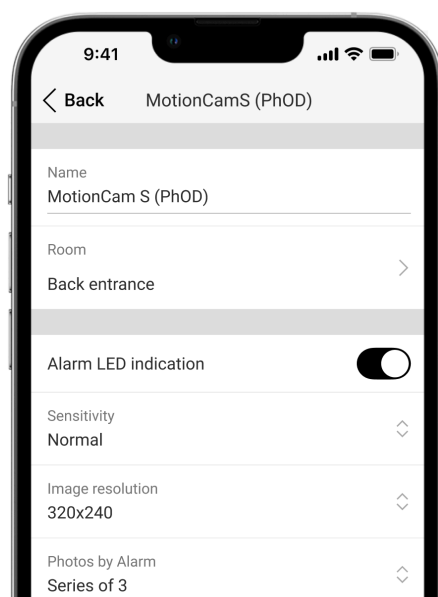 9:41
Back MotionCamS (PhOD)
Name
MotionCam S (PhOD)
Room
Back entrance
Alarm LED indication
Sensitivity
Normal
Image resolution
320x240
Photos by Alarm
Series of 3